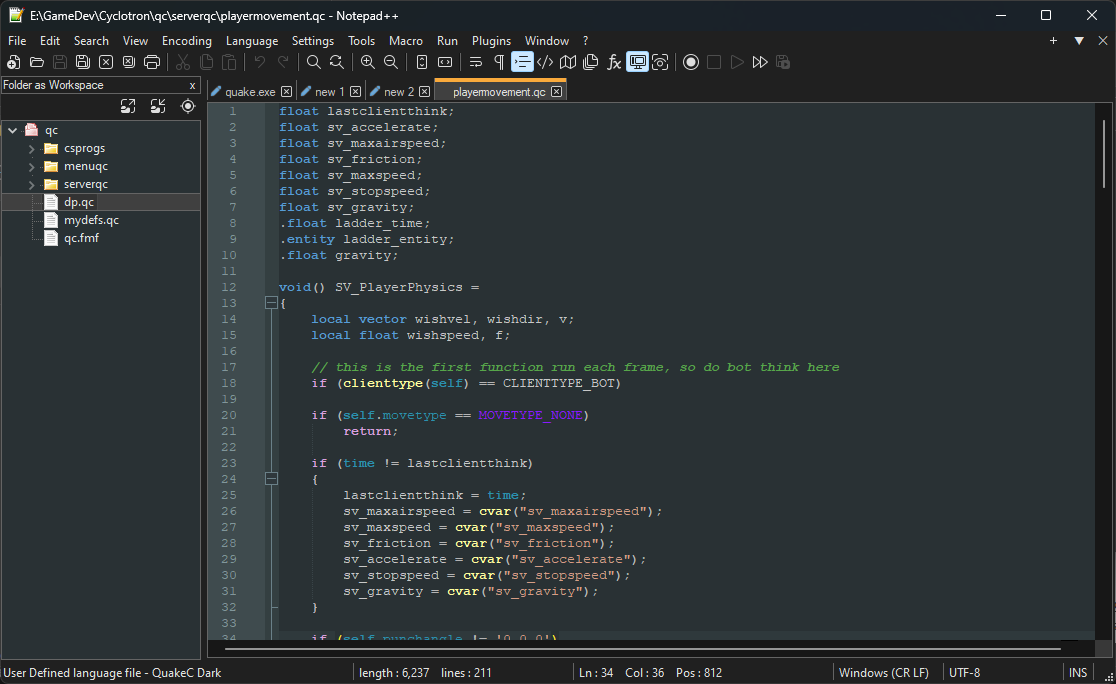 E:\GameDev\Cyclotron\qc\serverqc\playermovement.qc - Notepad++
File Edit Search View Encoding Language Settings Tools Macro Run Plugins Window ?
Folder as Workspace x
qc
csprogs
menuqc
serverqc
dp.qc
mydefs.qc
qc.fmf
quake.exe new 1 new 2 playermovement.qc
1 float lastclientthink;
2 float sv_accelerate;
3 float sv_maxairspeed;
4 float sv_friction;
5 float sv_maxspeed;
6 float sv_stopspeed;
7 float sv_gravity;
8 .float ladder_time;
9 .entity ladder_entity;
10 .float gravity;
11
12 void() SV_PlayerPhysics =
13 {
14 local vector wishvel, wishdir, v;
15 local float wishspeed, f;
16
17 // this is the first function run each frame, so do bot think here
18 if (clienttype(self) == CLIENTTYPE_BOT)
19
20 if (self.movetype == MOVETYPE_NONE)
21 return;
22
23 if (time != lastclientthink)
24 {
25 lastclientthink = time;
26 sv_maxairspeed = cvar("sv_maxairspeed");
27 sv_maxspeed = cvar("sv_maxspeed");
28 sv_friction = cvar("sv_friction");
29 sv_accelerate = cvar("sv_accelerate");
30 sv_stopspeed = cvar("sv_stopspeed");
31 sv_gravity = cvar("sv_gravity");
32 }
33
34 if (self.punchangle != '0 0 0')
User Defined language file - QuakeC Dark length : 6,237 lines : 211 Ln : 34 Col : 36 Pos : 812 Windows (CR LF) UTF-8 INS